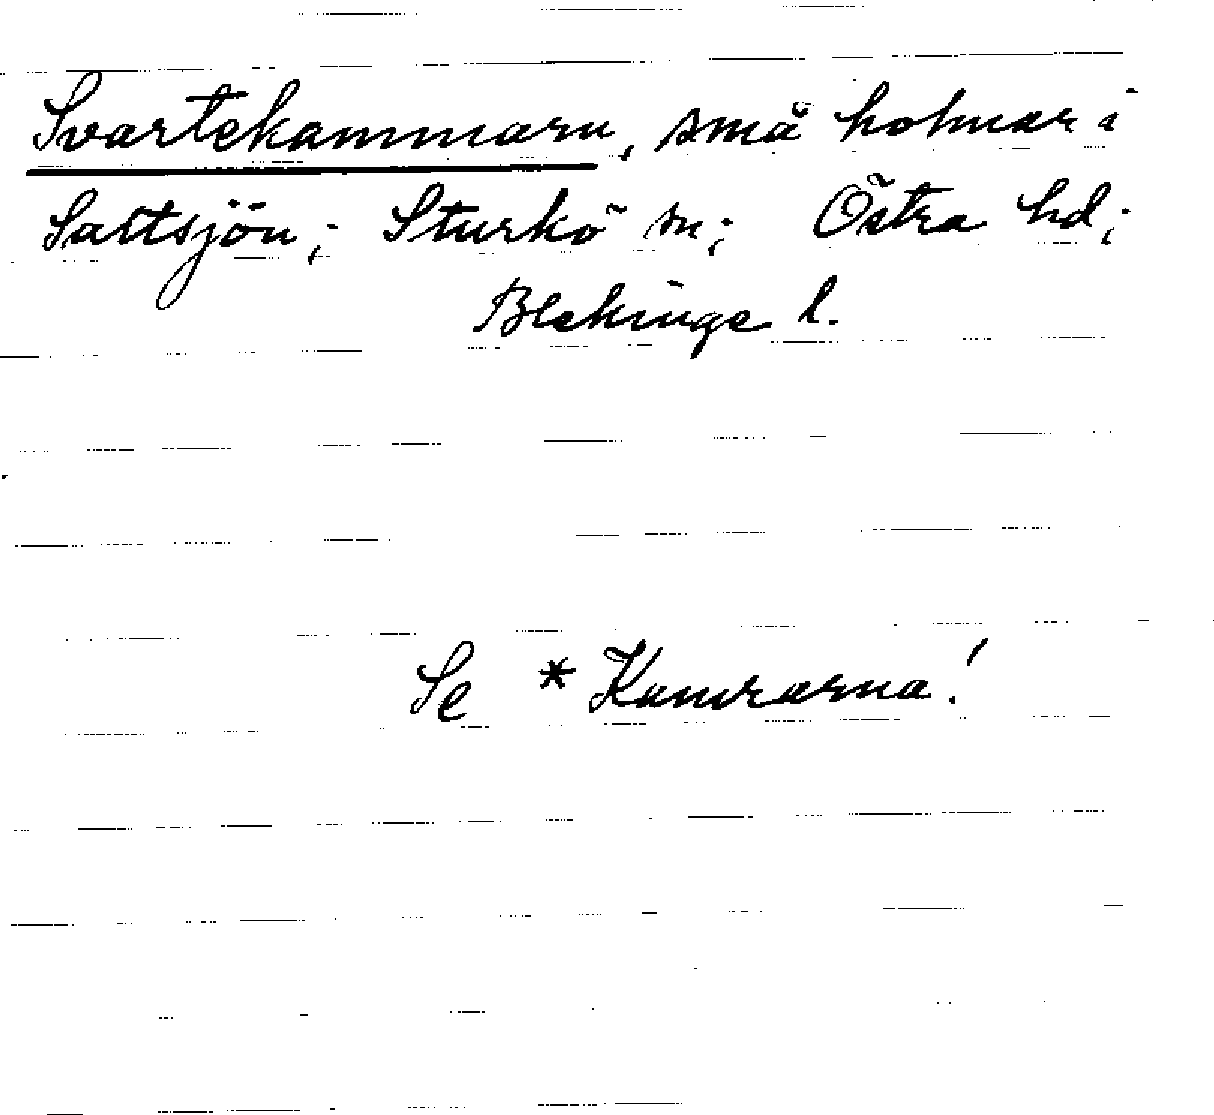 Svartekammarn, små holmar i
Saltsjön; Sturkö sn; Östra hd;
Blekinge l.
Se * Kamrarna!